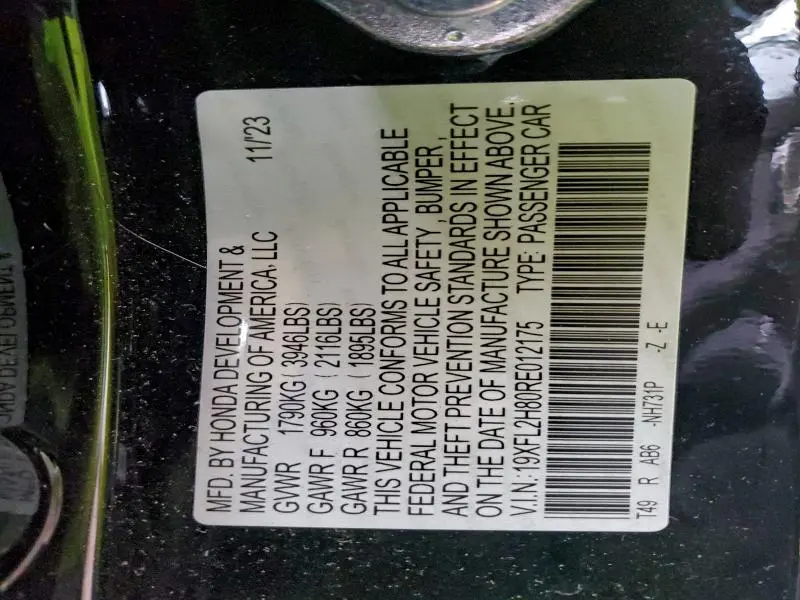 MFD. BY HONDA DEVELOPMENT &
MANUFACTURING OF AMERICA, LLC 11/'23
GVWR 1790KG ( 3946LBS)
GAWR F 960KG ( 2116LBS)
GAWR R 860KG ( 1895LBS)
THIS VEHICLE CONFORMS TO ALL APPLICABLE
FEDERAL MOTOR VEHICLE SAFETY , BUMPER ,
AND THEFT PREVENTION STANDARDS IN EFFECT
ON THE DATE OF MANUFACTURE SHOWN ABOVE.
V.I.N: 19XFL2H80RE012175 TYPE: PASSENGER CAR
T49 R AB6 -NH731P -Z -E